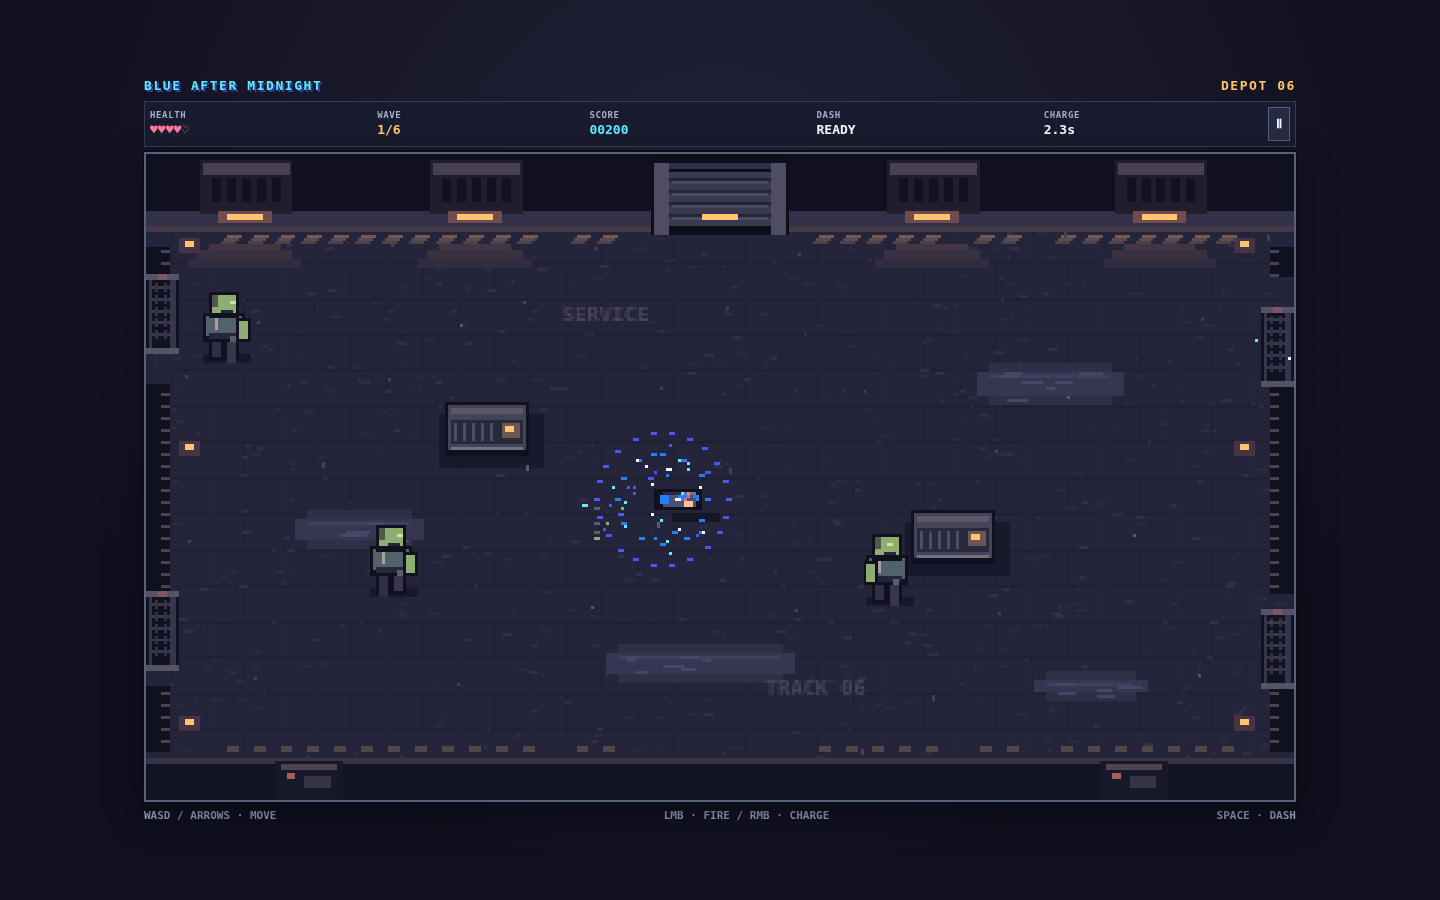 BLUE AFTER MIDNIGHT
DEPOT 06
HEALTH
♥♥♥♥♡
WAVE
1/6
SCORE
00200
DASH
READY
CHARGE
2.3s
SERVICE
TRACK 06
WASD / ARROWS · MOVE
LMB · FIRE / RMB · CHARGE
SPACE · DASH